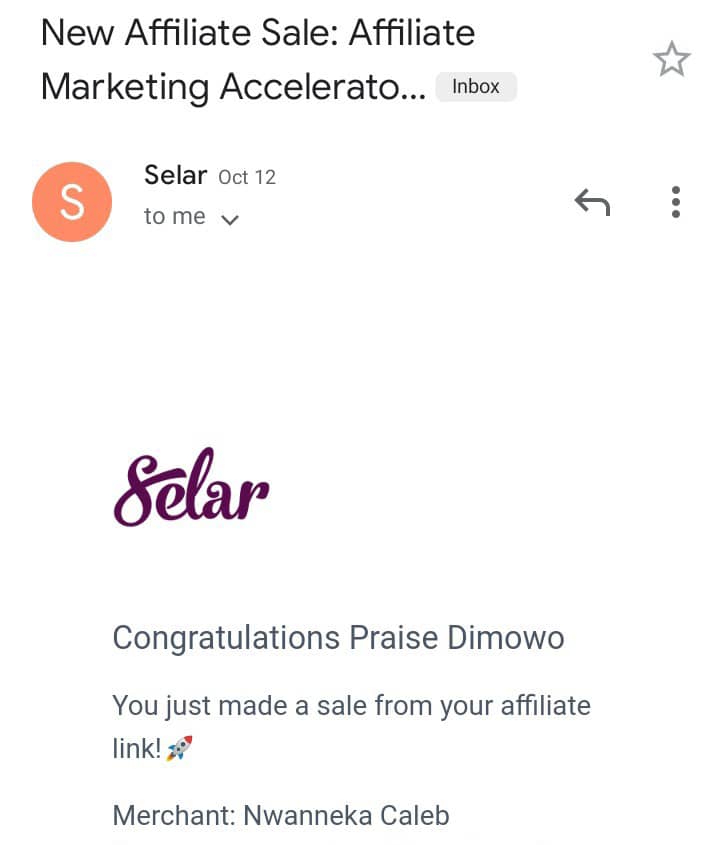 New Affiliate Sale: Affiliate
Marketing Accelerato... Inbox
S
Selar Oct 12
to me
Selar
Congratulations Praise Dimowo
You just made a sale from your affiliate
link! 🚀
Merchant: Nwanneka Caleb